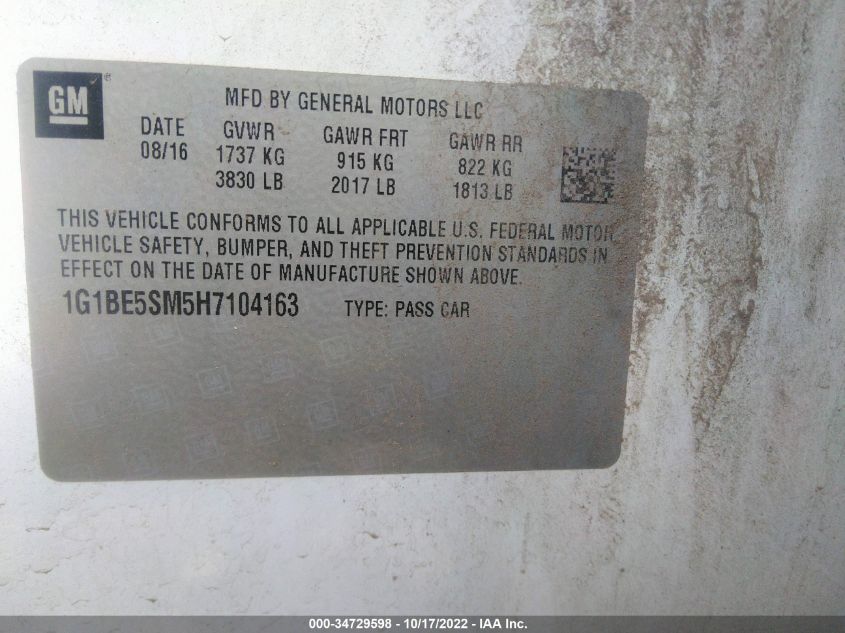 GM ®
MFD BY GENERAL MOTORS LLC
DATE GVWR GAWR FRT GAWR RR
08/16 1737 KG 915 KG 822 KG
3830 LB 2017 LB 1813 LB
THIS VEHICLE CONFORMS TO ALL APPLICABLE U.S. FEDERAL MOTOR
VEHICLE SAFETY, BUMPER, AND THEFT PREVENTION STANDARDS IN
EFFECT ON THE DATE OF MANUFACTURE SHOWN ABOVE.
1G1BE5SM5H7104163 TYPE: PASS CAR
000-34729598 - 10/17/2022 - IAA Inc.